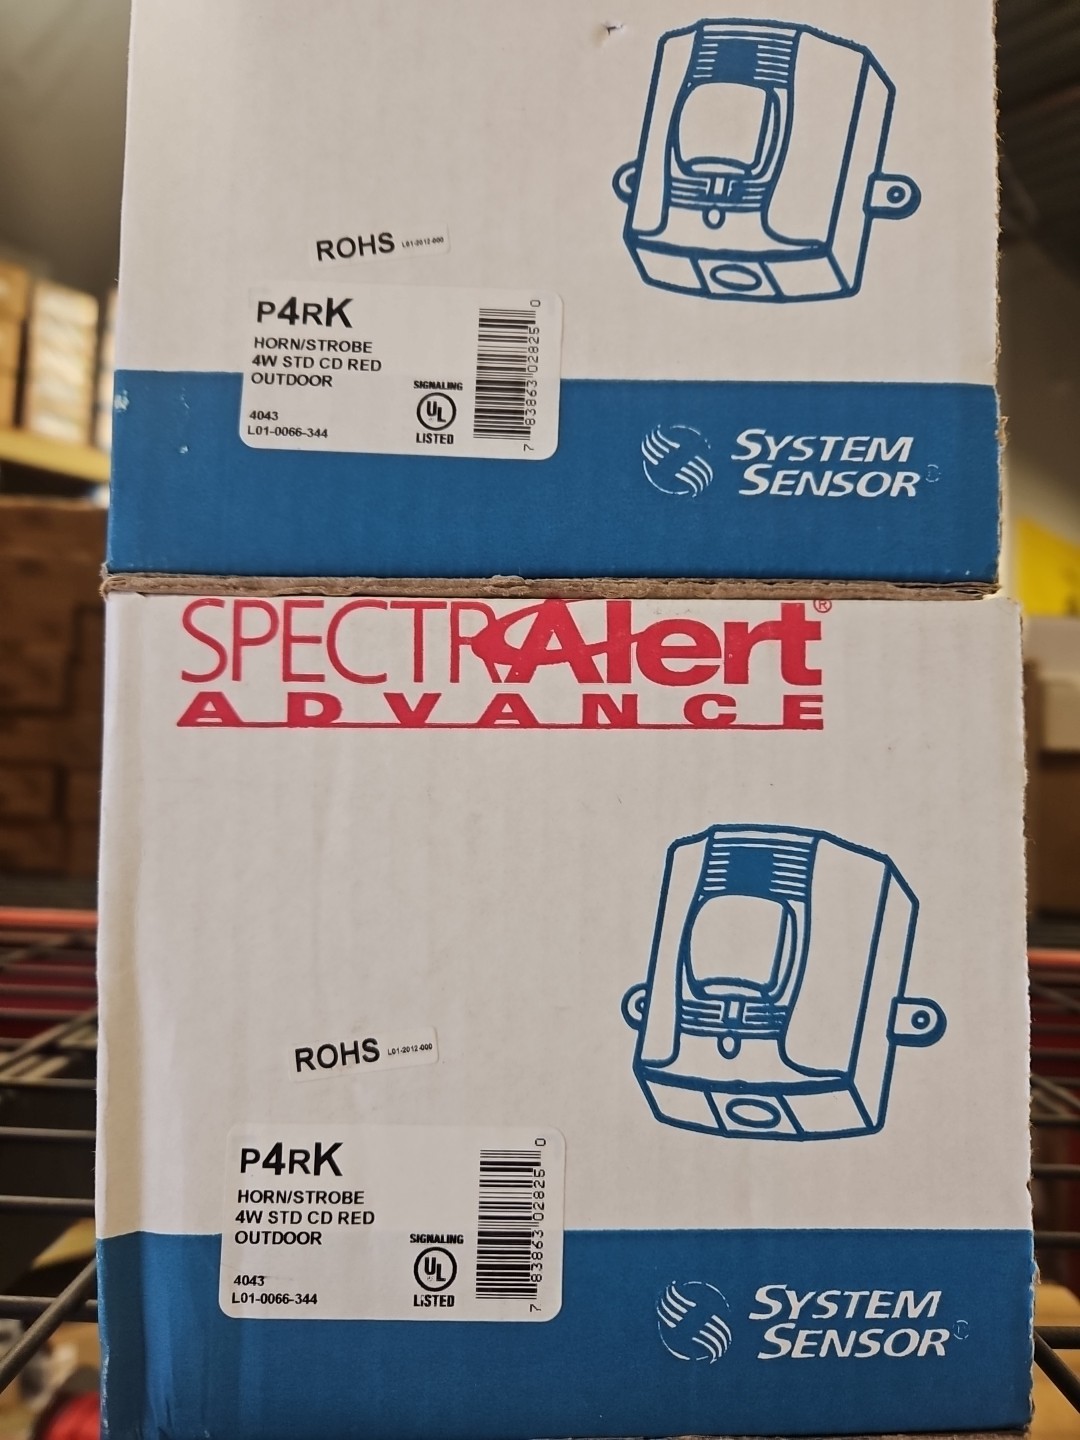 ROHS L01-2012-000
P4RK
HORN/STROBE
4W STD CD RED
OUTDOOR
4043
L01-0066-344
SIGNALING
UL
LISTED
7 83863 02825 0
SYSTEM
SENSOR
SPECTRAlert®
ADVANCE
ROHS L01-2012-000
P4RK
HORN/STROBE
4W STD CD RED
OUTDOOR
4043
L01-0066-344
SIGNALING
UL
LISTED
7 83863 02825 0
SYSTEM
SENSOR